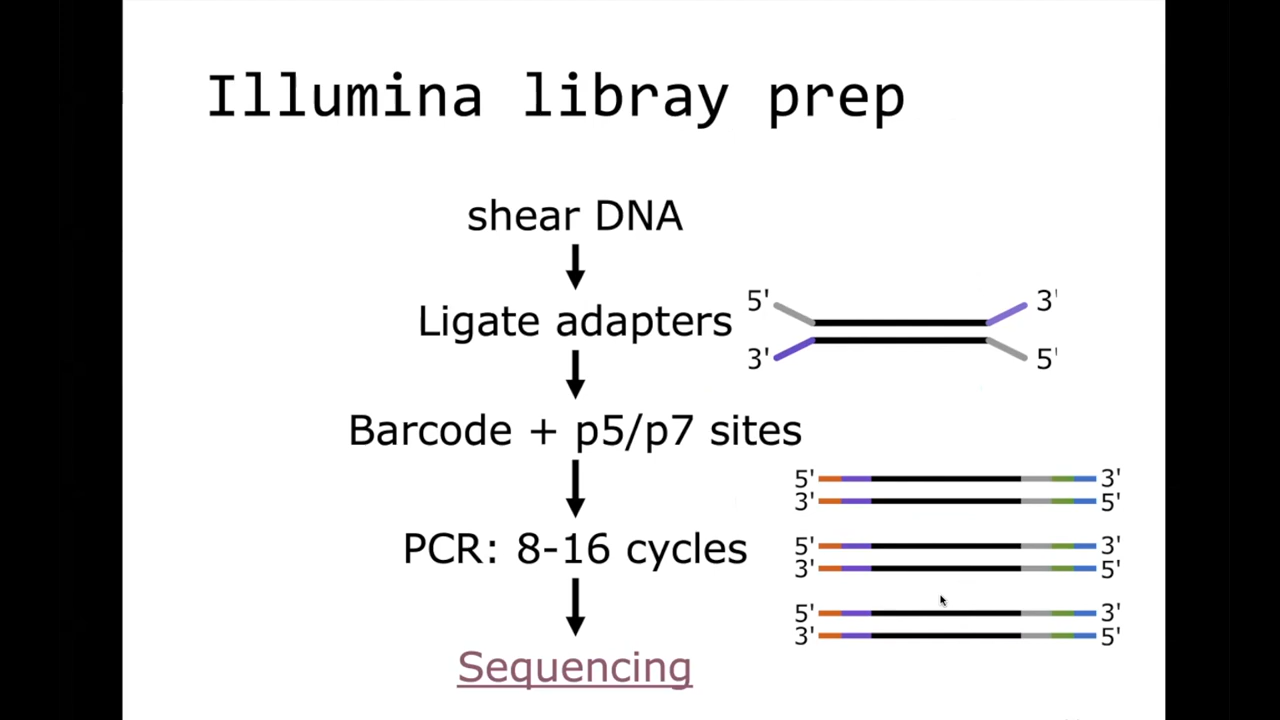 Illumina libray prep
shear DNA
Ligate adapters
5' 3'
3' 5'
Barcode + p5/p7 sites
5' 3'
3' 5'
PCR: 8-16 cycles
5' 3'
3' 5'
5' 3'
3' 5'
Sequencing